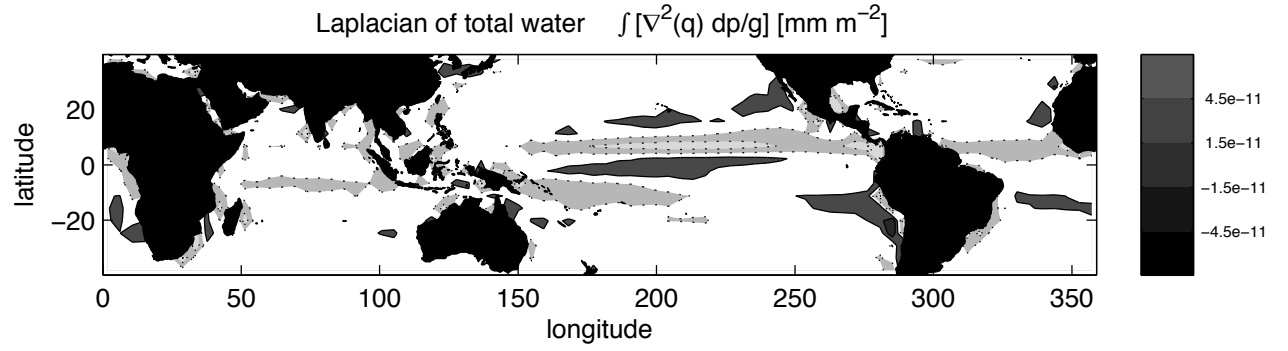 Laplacian of total water ∫ [∇²(q) dp/g] [mm m⁻²]
latitude
20
0
−20
0 50 100 150 200 250 300 350
longitude
4.5e−11
1.5e−11
−1.5e−11
−4.5e−11